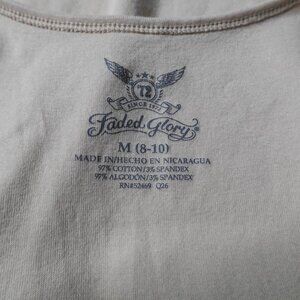 72
SINCE 1972
Faded Glory®
M (8-10)
MADE IN/HECHO EN NICARAGUA
97% COTTON/3% SPANDEX
97% ALGODÓN/3% SPANDEX
RN#52469 Q26